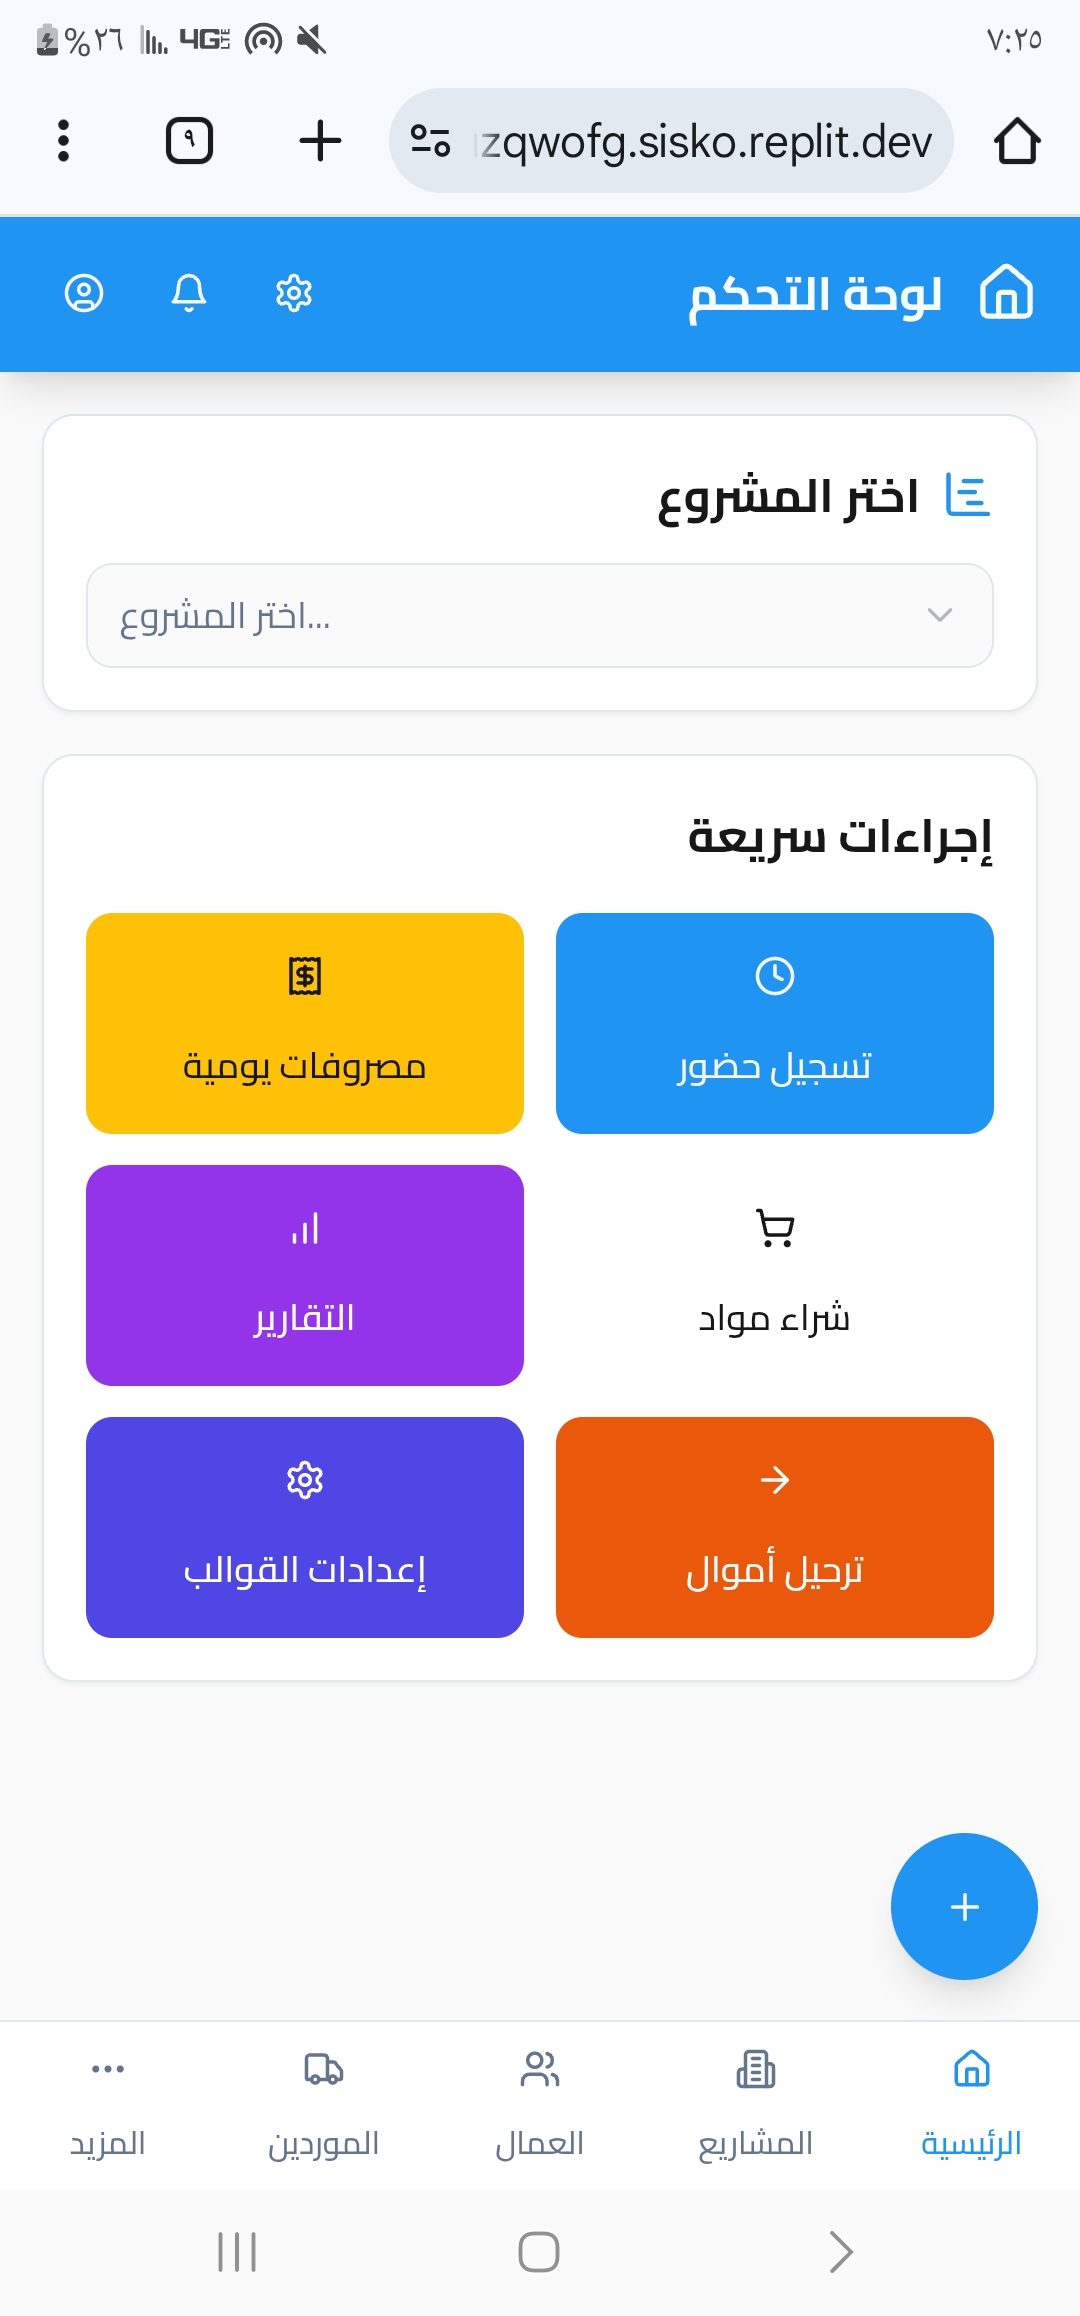 ٧:٢٥
4G LTE
%٢٦
zqwofg.sisko.replit.dev
٩
لوحة التحكم
اختر المشروع
اختر المشروع...
إجراءات سريعة
تسجيل حضور
مصروفات يومية
شراء مواد
التقارير
ترحيل أموال
إعدادات القوالب
الرئيسية
المشاريع
العمال
الموردين
المزيد